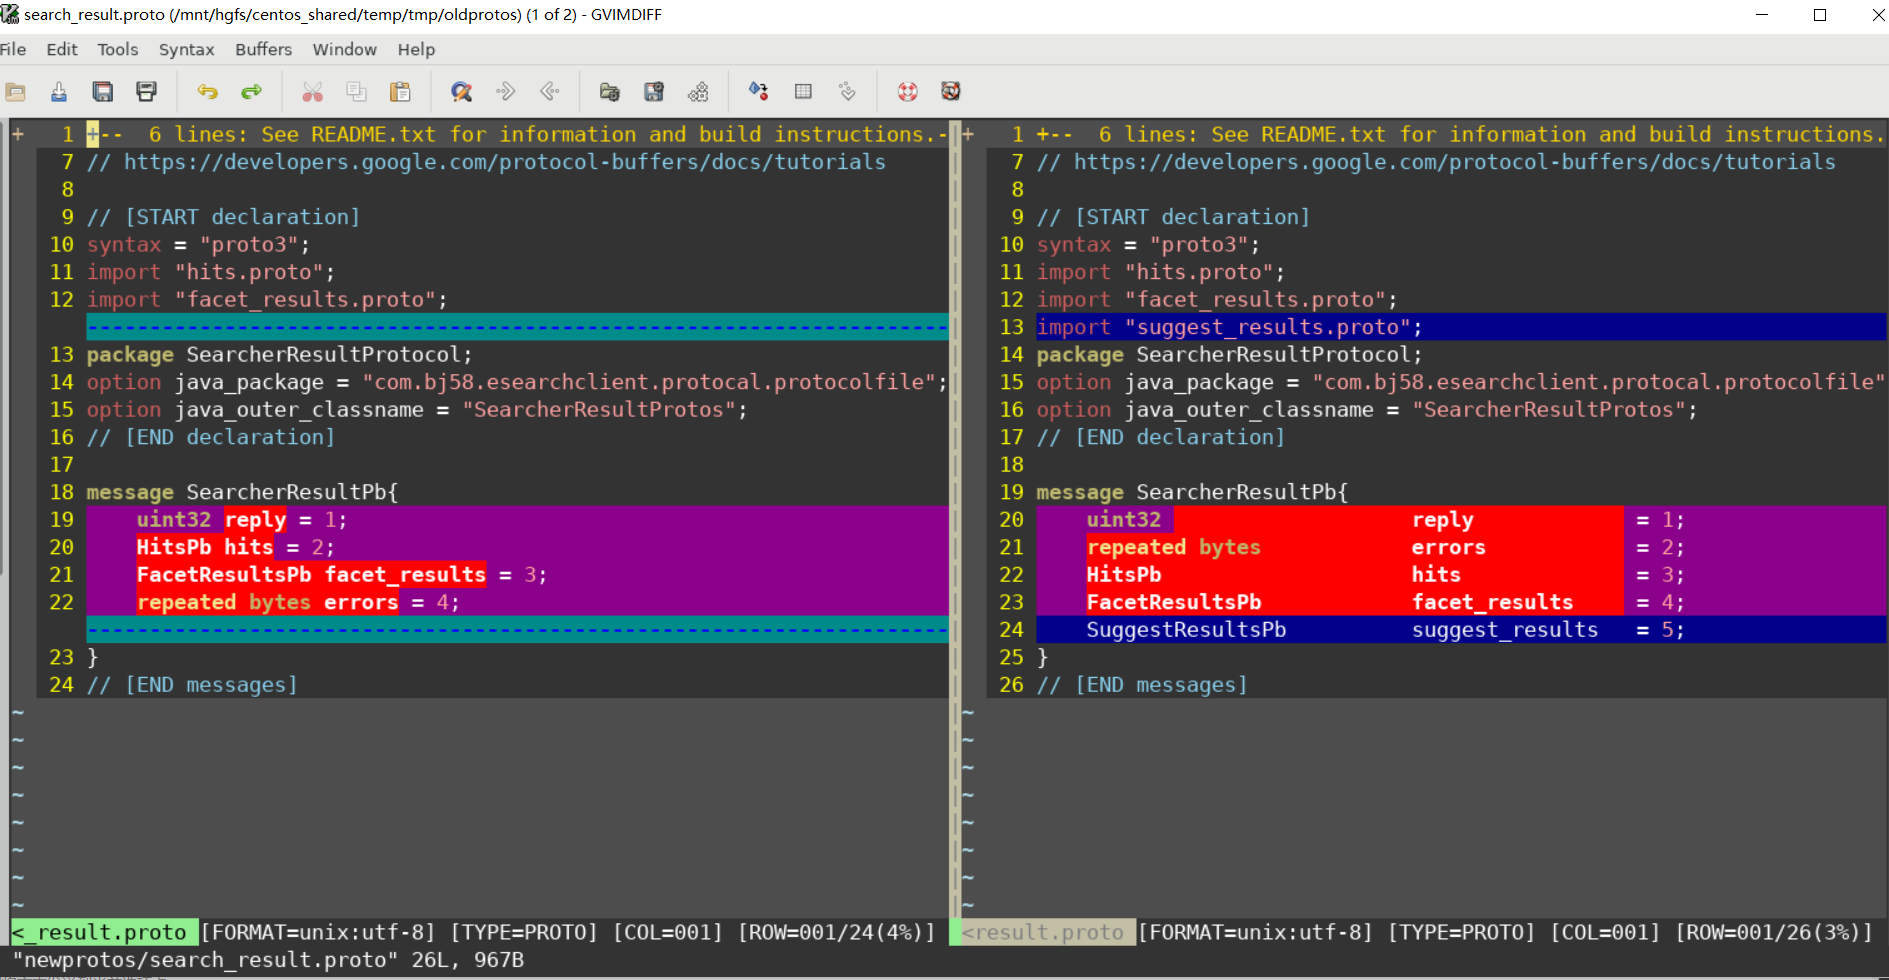 search_result.proto (/mnt/hgfs/centos_shared/temp/tmp/oldprotos) (1 of 2) - GVIMDIFF
File Edit Tools Syntax Buffers Window Help
+ 1 +-- 6 lines: See README.txt for information and build instructions.-
7 // https://developers.google.com/protocol-buffers/docs/tutorials
8
9 // [START declaration]
10 syntax = "proto3";
11 import "hits.proto";
12 import "facet_results.proto";
---------------------------------------------------------------------
13 package SearcherResultProtocol;
14 option java_package = "com.bj58.esearchclient.protocal.protocolfile";
15 option java_outer_classname = "SearcherResultProtos";
16 // [END declaration]
17
18 message SearcherResultPb{
19 uint32 reply = 1;
20 HitsPb hits = 2;
21 FacetResultsPb facet_results = 3;
22 repeated bytes errors = 4;
---------------------------------------------------------------------
23 }
24 // [END messages]
~
~
~
~
~
~
~
~
<_result.proto [FORMAT=unix:utf-8] [TYPE=PROTO] [COL=001] [ROW=001/24(4%)]
+ 1 +-- 6 lines: See README.txt for information and build instructions.
7 // https://developers.google.com/protocol-buffers/docs/tutorials
8
9 // [START declaration]
10 syntax = "proto3";
11 import "hits.proto";
12 import "facet_results.proto";
13 import "suggest_results.proto";
14 package SearcherResultProtocol;
15 option java_package = "com.bj58.esearchclient.protocal.protocolfile"
16 option java_outer_classname = "SearcherResultProtos";
17 // [END declaration]
18
19 message SearcherResultPb{
20 uint32 reply = 1;
21 repeated bytes errors = 2;
22 HitsPb hits = 3;
23 FacetResultsPb facet_results = 4;
24 SuggestResultsPb suggest_results = 5;
25 }
26 // [END messages]
~
~
~
~
~
~
~
~
<result.proto [FORMAT=unix:utf-8] [TYPE=PROTO] [COL=001] [ROW=001/26(3%)]
"newprotos/search_result.proto" 26L, 967B